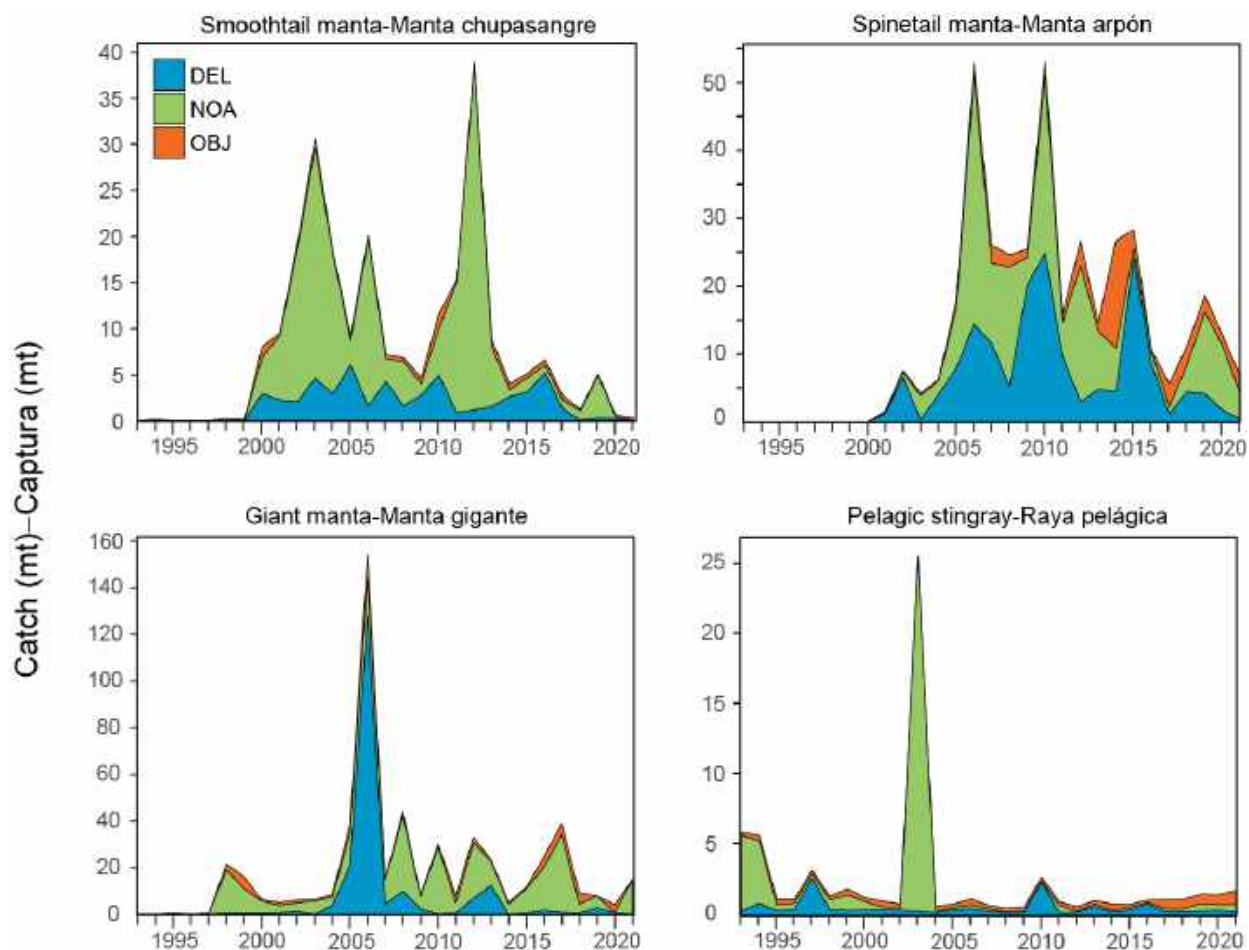 Smoothtail manta-Manta chupasangre
40
35
30
25
20
15
10
5
0
DEL
NOA
OBJ
1995 2000 2005 2010 2015 2020
Spinetail manta-Manta arpón
50
40
30
20
10
0
1995 2000 2005 2010 2015 2020
Catch (mt)–Captura (mt)
Giant manta-Manta gigante
160
140
120
100
80
60
40
20
0
1995 2000 2005 2010 2015 2020
Pelagic stingray-Raya pelágica
25
20
15
10
5
0
1995 2000 2005 2010 2015 2020